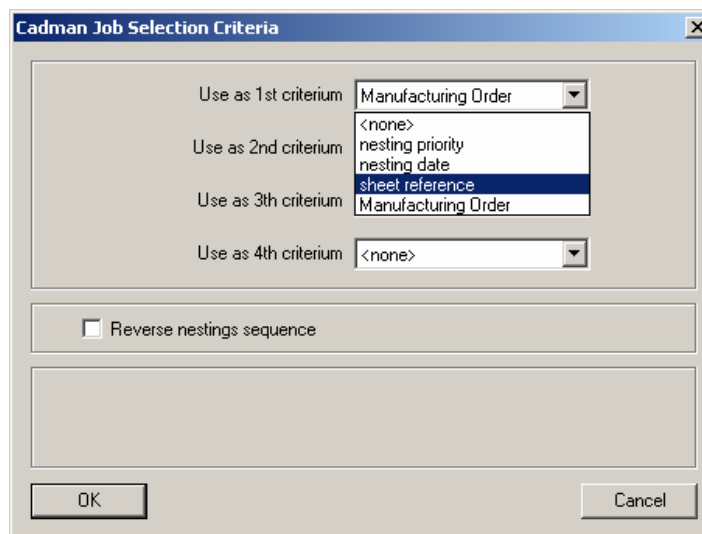 Cadman Job Selection Criteria
Use as 1st criterium Manufacturing Order
<none>
nesting priority
Use as 2nd criterium
nesting date
sheet reference
Use as 3th criterium
Manufacturing Order
Use as 4th criterium <none>
Reverse nestings sequence
OK Cancel